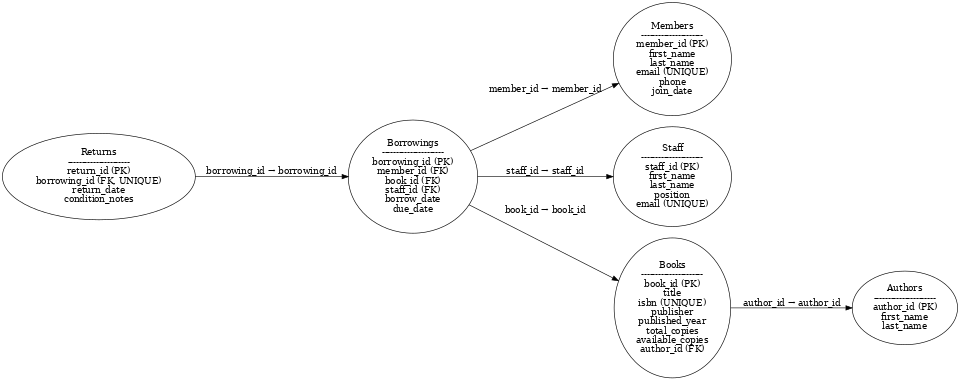 Members
----------------------
member_id (PK)
first_name
last_name
email (UNIQUE)
phone
join_date
member_id → member_id
Returns
----------------------
return_id (PK)
borrowing_id (FK, UNIQUE)
return_date
condition_notes
borrowing_id → borrowing_id
Borrowings
----------------------
borrowing_id (PK)
member_id (FK)
book_id (FK)
staff_id (FK)
borrow_date
due_date
staff_id → staff_id
Staff
----------------------
staff_id (PK)
first_name
last_name
position
email (UNIQUE)
book_id → book_id
Books
----------------------
book_id (PK)
title
isbn (UNIQUE)
publisher
published_year
total_copies
available_copies
author_id (FK)
author_id → author_id
Authors
----------------------
author_id (PK)
first_name
last_name